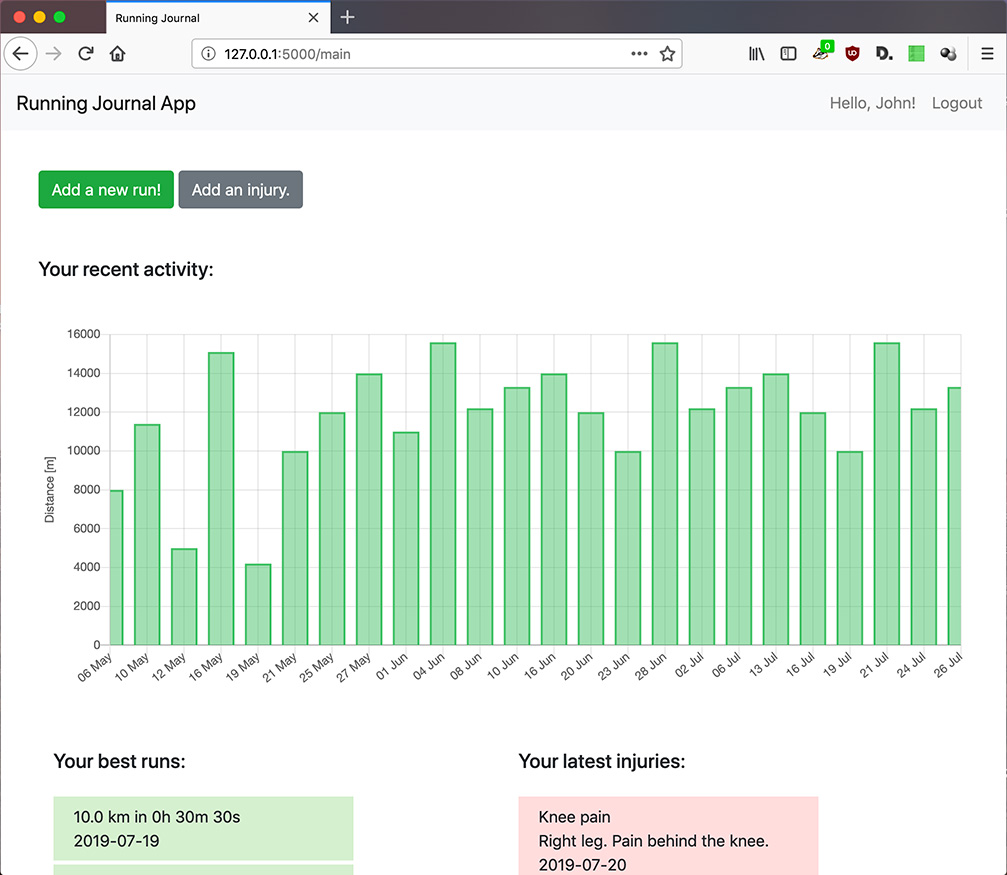 Running Journal
127.0.0.1:5000/main
0
D.
Running Journal App
Hello, John! Logout
Add a new run! Add an injury.
Your recent activity:
Distance [m]
16000
14000
12000
10000
8000
6000
4000
2000
0
06 May 10 May 12 May 16 May 19 May 21 May 25 May 27 May 01 Jun 04 Jun 08 Jun 10 Jun 16 Jun 20 Jun 23 Jun 28 Jun 02 Jul 06 Jul 13 Jul 16 Jul 19 Jul 21 Jul 24 Jul 26 Jul
Your best runs:
10.0 km in 0h 30m 30s
2019-07-19
Your latest injuries:
Knee pain
Right leg. Pain behind the knee.
2019-07-20